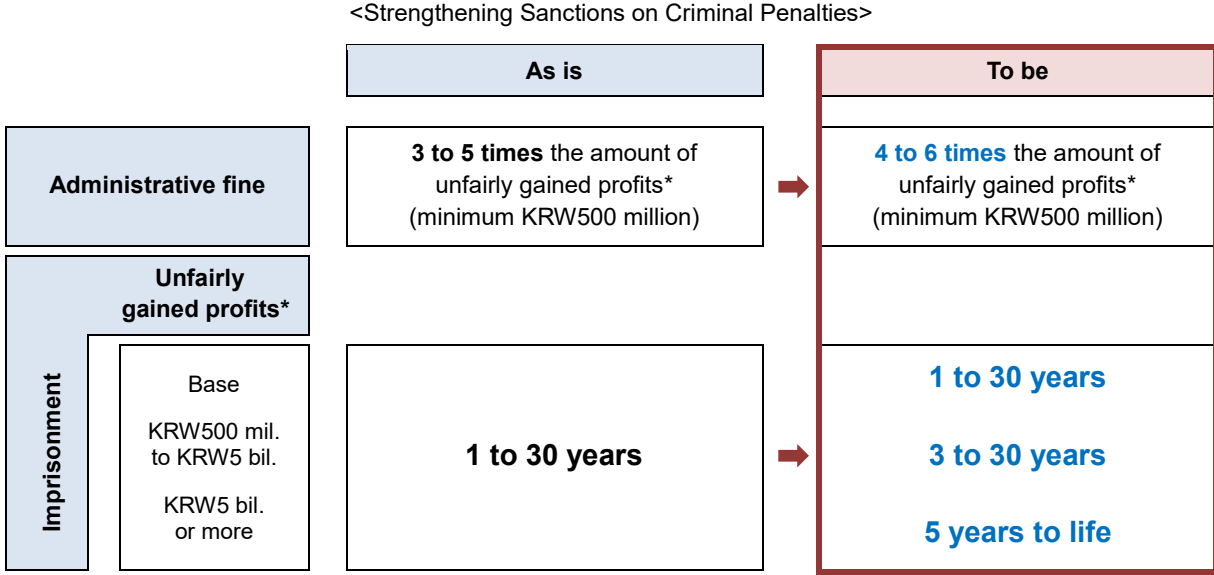 <Strengthening Sanctions on Criminal Penalties>
As is
To be
Administrative fine
3 to 5 times the amount of
unfairly gained profits*
(minimum KRW500 million)
4 to 6 times the amount of
unfairly gained profits*
(minimum KRW500 million)
Unfairly
gained profits*
Imprisonment
Base
KRW500 mil.
to KRW5 bil.
KRW5 bil.
or more
1 to 30 years
1 to 30 years
3 to 30 years
5 years to life